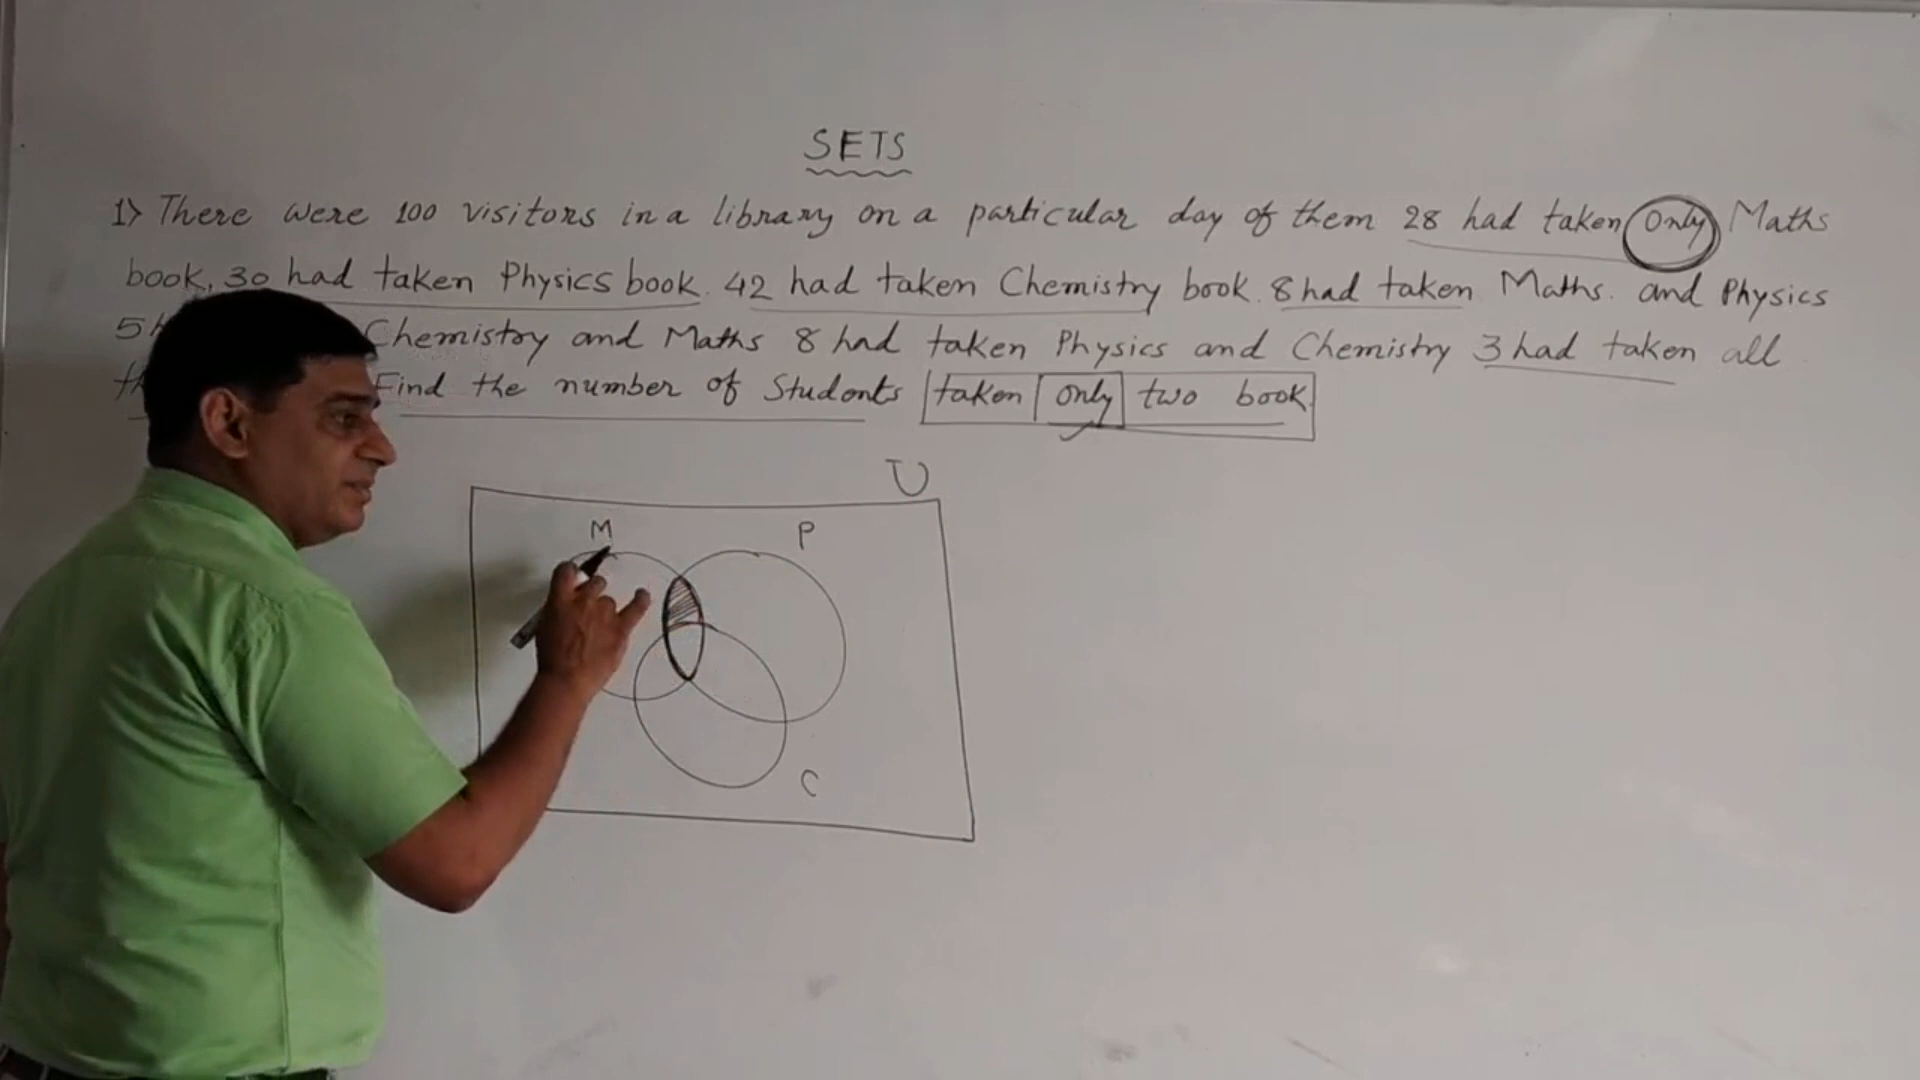 SETS
1) There were 100 visitors in a library on a particular day of them 28 had taken only Maths
book, 30 had taken Physics book. 42 had taken Chemistry book. 8 had taken Maths. and Physics
5 Chemistry and Maths 8 had taken Physics and Chemistry 3 had taken all
Find the number of Students taken only two book.
U
M P
C